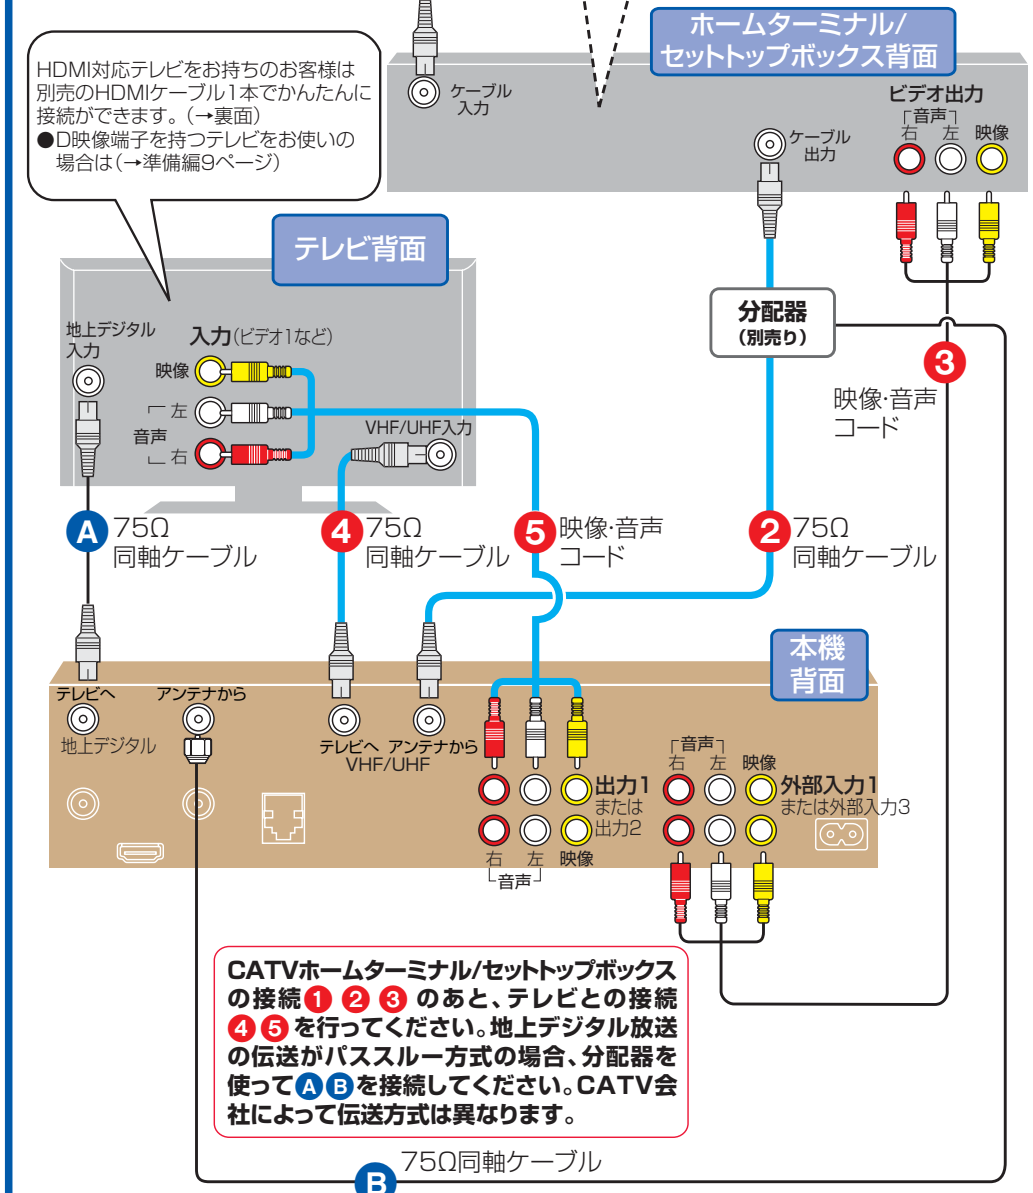 ホームターミナル/
セットトップボックス背面
HDMI対応テレビをお持ちのお客様は
別売のHDMIケーブル1本でかんたんに
接続ができます。(→裏面)
●D映像端子を持つテレビをお使いの
場合は(→準備編9ページ)
ケーブル
入力
ケーブル
出力
ビデオ出力
音声
右 左 映像
テレビ背面
地上デジタル
入力
入力(ビデオ1など)
映像
左
音声
右
VHF/UHF入力
分配器
(別売り)
3
映像・音声
コード
A 75Ω
同軸ケーブル
4 75Ω
同軸ケーブル
5 映像・音声
コード
2 75Ω
同軸ケーブル
本機
背面
テレビへ アンテナから
地上デジタル
テレビへ アンテナから
VHF/UHF
出力1
または
出力2
右 左 映像
音声
音声
右 左 映像
外部入力1
または外部入力3
CATVホームターミナル/セットトップボックス
の接続1 2 3 のあと、テレビとの接続
4 5 を行ってください。地上デジタル放送
の伝送がパススルー方式の場合、分配器を
使ってA Bを接続してください。CATV会
社によって伝送方式は異なります。
75Ω同軸ケーブル
B